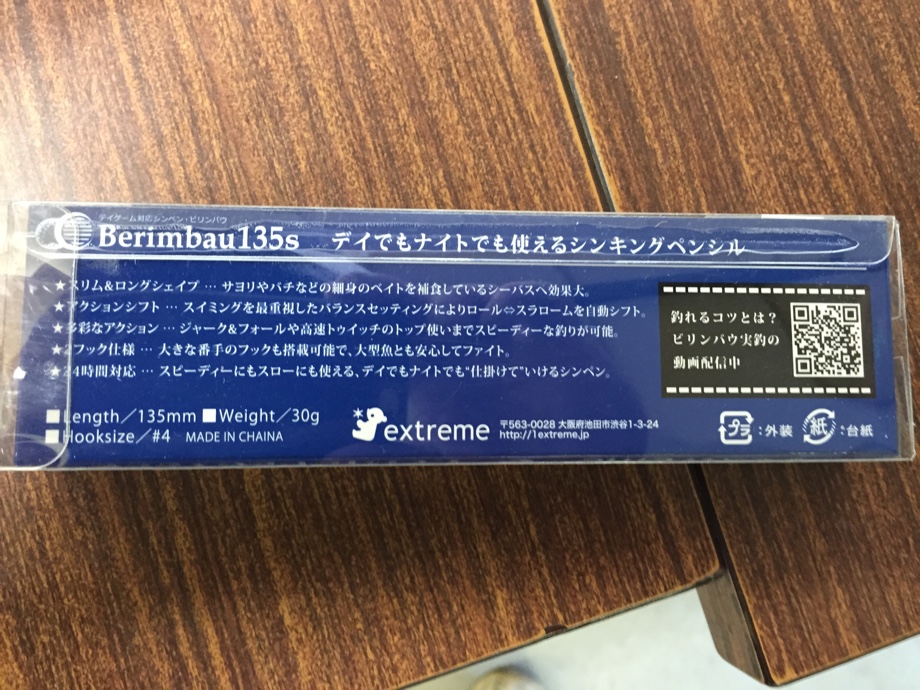 デイゲーム対応シンペン・ビリンバウ
Berimbau135s デイでもナイトでも使えるシンキングペンシル
★スリム&ロングシェイプ … サヨリやバチなどの細身のベイトを補食しているシーバスへ効果大。
★アクションシフト … スイミングを最重視したバランスセッティングによりロール⇔スラロームを自動シフト。
★多彩なアクション … ジャーク&フォールや高速トゥイッチのトップ使いまでスピーディーな釣りが可能。
★2フック仕様 … 大きな番手のフックも搭載可能で、大型魚とも安心してファイト。
★24時間対応 … スピーディーにもスローにも使える、デイでもナイトでも“仕掛けて”いけるシンペン。
釣れるコツとは?
ビリンバウ実釣の
動画配信中
■Length/135mm ■Weight/30g
■Hooksize/#4 MADE IN CHAINA
extreme
〒563-0028 大阪府池田市渋谷1-3-24
http://1extreme.jp
プラ:外装 紙:台紙